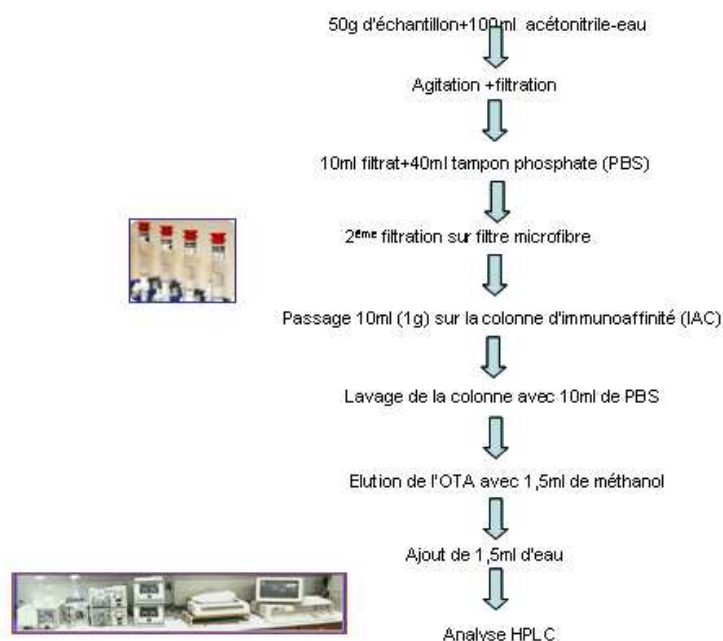 50g d'échantillon+100ml acétonitrile-eau
Agitation +filtration
10ml filtrat+40ml tampon phosphate (PBS)
2ème filtration sur filtre microfibre
Passage 10ml (1g) sur la colonne d'immunoaffinité (IAC)
Lavage de la colonne avec 10ml de PBS
Elution de l'OTA avec 1,5ml de méthanol
Ajout de 1,5ml d'eau
Analyse HPLC